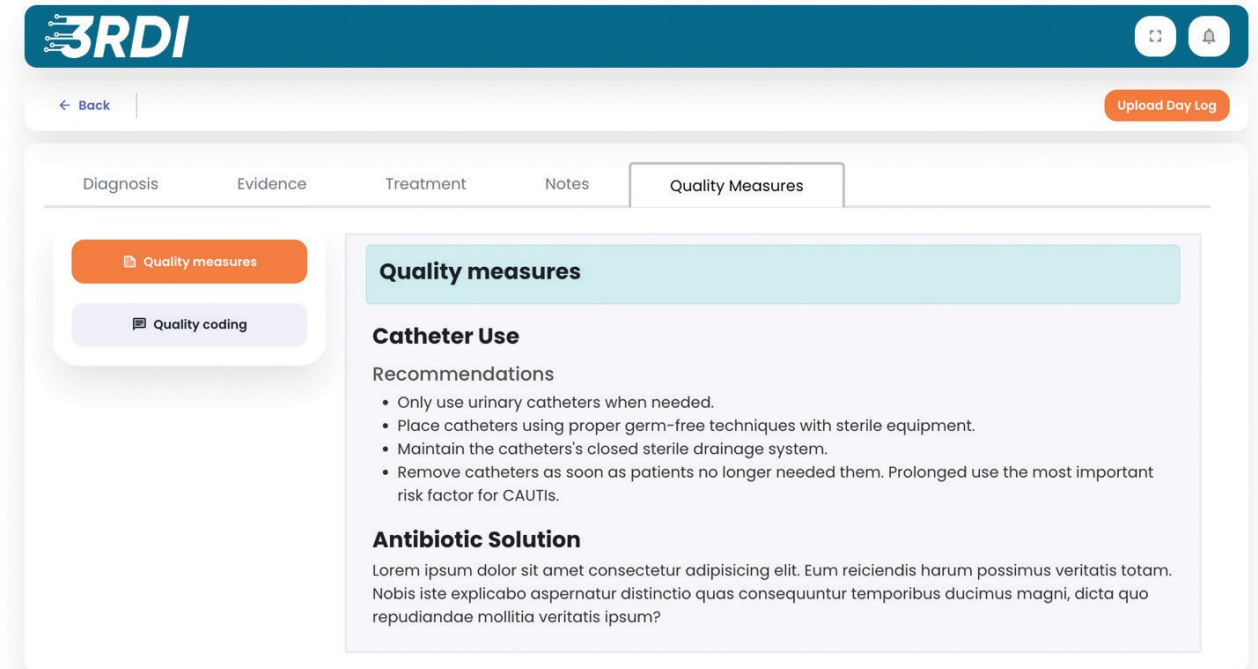 3RDI
← Back
Upload Day Log
Diagnosis Evidence Treatment Notes Quality Measures
Quality measures
Quality coding
Quality measures
Catheter Use
Recommendations
• Only use urinary catheters when needed.
• Place catheters using proper germ-free techniques with sterile equipment.
• Maintain the catheters's closed sterile drainage system.
• Remove catheters as soon as patients no longer needed them. Prolonged use the most important
risk factor for CAUTIs.
Antibiotic Solution
Lorem ipsum dolor sit amet consectetur adipisicing elit. Eum reiciendis harum possimus veritatis totam.
Nobis iste explicabo aspernatur distinctio quas consequuntur temporibus ducimus magni, dicta quo
repudiandae mollitia veritatis ipsum?